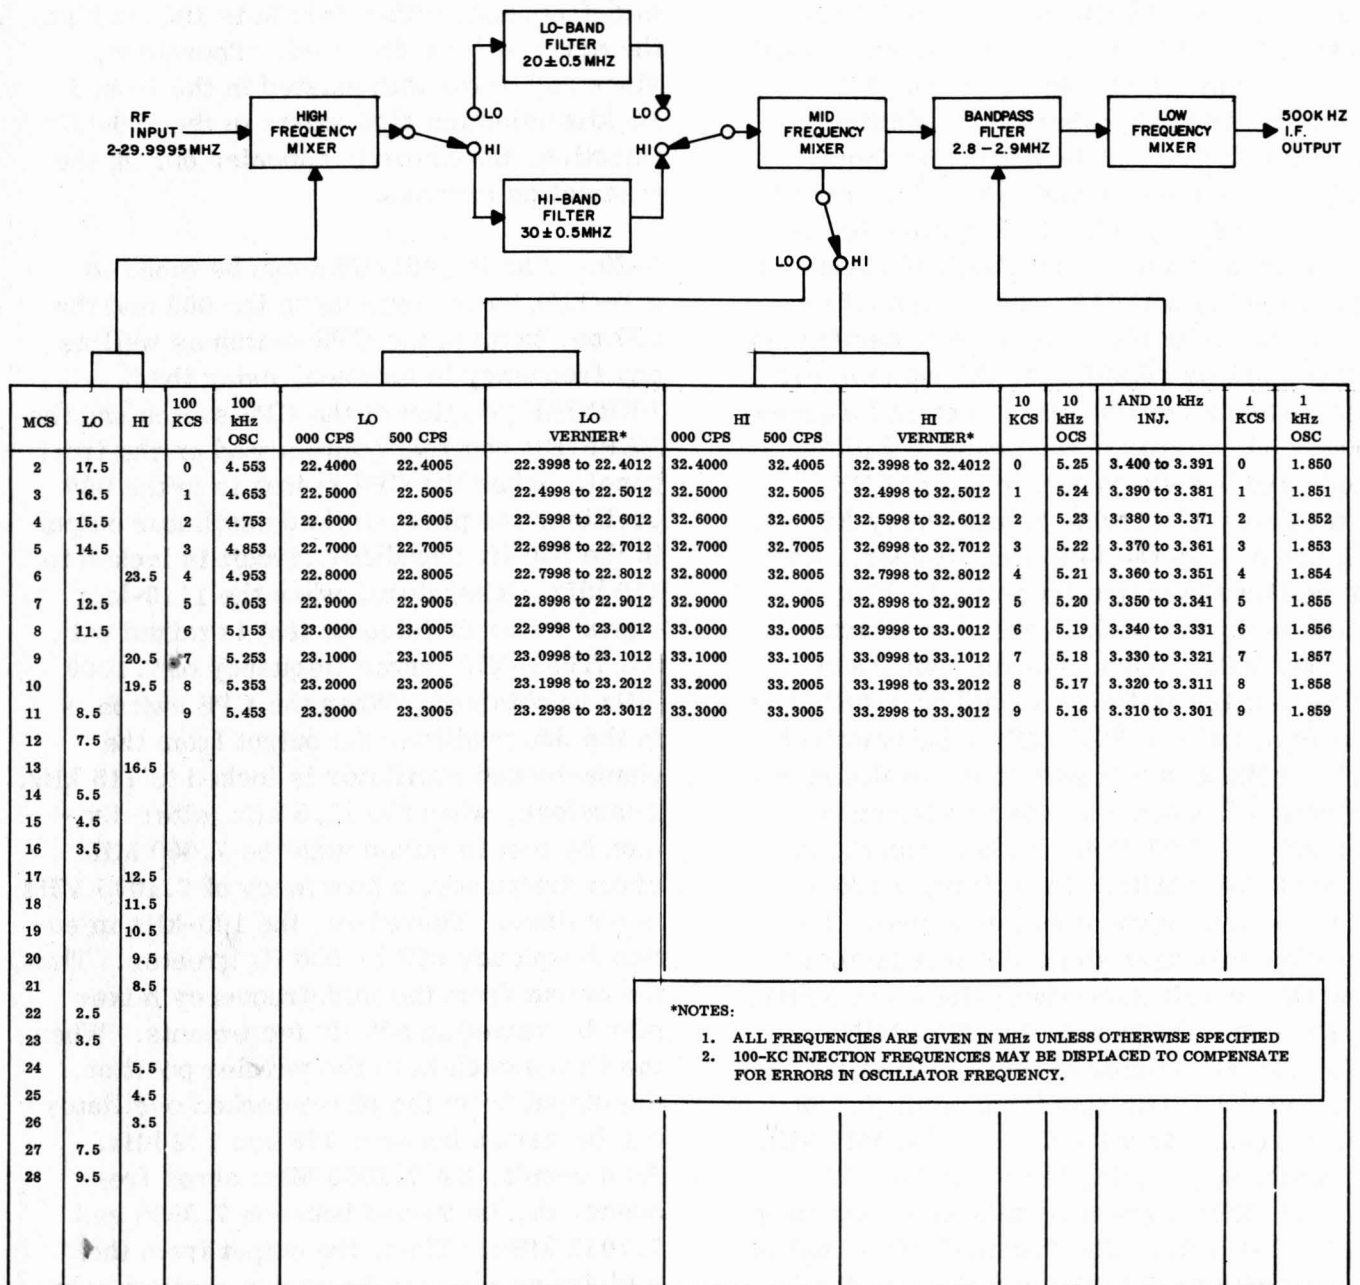 LO-BAND
FILTER
20±0.5 MHZ
RF
INPUT
2-29.9995MHZ
HIGH
FREQUENCY
MIXER
LO
HI
LO
HI
MID
FREQUENCY
MIXER
BANDPASS
FILTER
2.8 – 2.9MHZ
LOW
FREQUENCY
MIXER
500KHZ
I.F.
OUTPUT
HI-BAND
FILTER
30±0.5MHZ
LO HI
MCS LO HI 100 KCS 100 kHz OSC LO 000 CPS 500 CPS LO VERNIER* HI 000 CPS 500 CPS HI VERNIER* 10 KCS 10 kHz OCS 1 AND 10 kHz INJ. 1 KCS 1 kHz OSC
2 17.5 0 4.553 22.4000 22.4005 22.3998 to 22.4012 32.4000 32.4005 32.3998 to 32.4012 0 5.25 3.400 to 3.391 0 1.850
3 16.5 1 4.653 22.5000 22.5005 22.4998 to 22.5012 32.5000 32.5005 32.4998 to 32.5012 1 5.24 3.390 to 3.381 1 1.851
4 15.5 2 4.753 22.6000 22.6005 22.5998 to 22.6012 32.6000 32.6005 32.5998 to 32.6012 2 5.23 3.380 to 3.371 2 1.852
5 14.5 3 4.853 22.7000 22.7005 22.6998 to 22.7012 32.7000 32.7005 32.6998 to 32.7012 3 5.22 3.370 to 3.361 3 1.853
6 23.5 4 4.953 22.8000 22.8005 22.7998 to 22.8012 32.8000 32.8005 32.7998 to 32.8012 4 5.21 3.360 to 3.351 4 1.854
7 12.5 5 5.053 22.9000 22.9005 22.8998 to 22.9012 32.9000 32.9005 32.8998 to 32.9012 5 5.20 3.350 to 3.341 5 1.855
8 11.5 6 5.153 23.0000 23.0005 22.9998 to 23.0012 33.0000 33.0005 32.9998 to 33.0012 6 5.19 3.340 to 3.331 6 1.856
9 20.5 7 5.253 23.1000 23.1005 23.0998 to 23.1012 33.1000 33.1005 33.0998 to 33.1012 7 5.18 3.330 to 3.321 7 1.857
10 19.5 8 5.353 23.2000 23.2005 23.1998 to 23.2012 33.2000 33.2005 33.1998 to 33.2012 8 5.17 3.320 to 3.311 8 1.858
11 8.5 9 5.453 23.3000 23.3005 23.2998 to 23.3012 33.3000 33.3005 33.2998 to 33.3012 9 5.16 3.310 to 3.301 9 1.859
12 7.5
13 16.5
14 5.5
15 4.5
16 3.5
17 12.5
18 11.5
19 10.5
20 9.5
21 8.5
22 2.5
23 3.5
24 5.5
25 4.5
26 3.5
27 7.5
28 9.5
*NOTES:
1. ALL FREQUENCIES ARE GIVEN IN MHz UNLESS OTHERWISE SPECIFIED
2. 100-KC INJECTION FREQUENCIES MAY BE DISPLACED TO COMPENSATE
FOR ERRORS IN OSCILLATOR FREQUENCY.